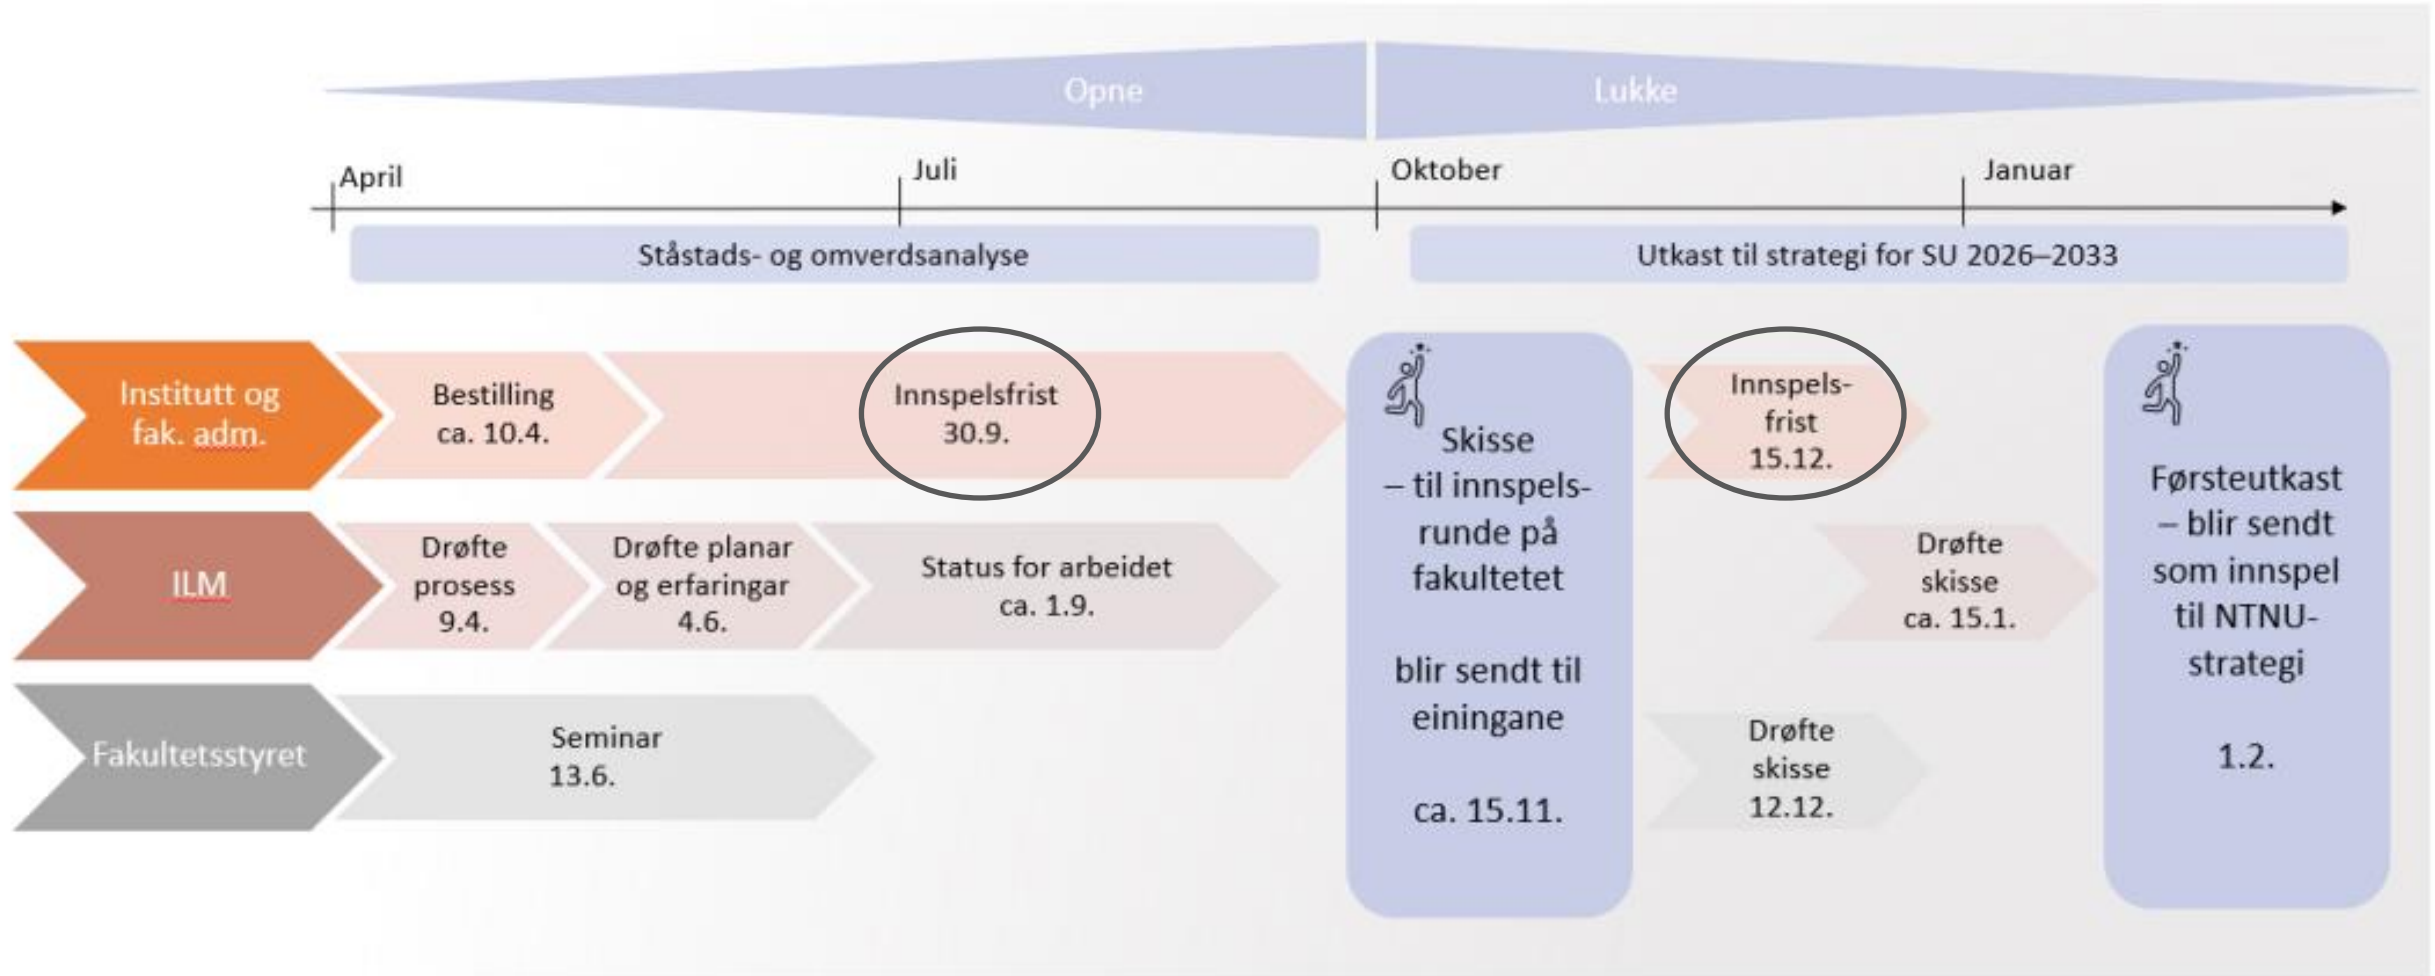 Opne
Lukke
April
Juli
Oktober
Januar
Ståstads- og omverdsanalyse
Utkast til strategi for SU 2026–2033
Institutt og
fak. adm.
Bestilling
ca. 10.4.
Innspelsfrist
30.9.
Skisse
– til innspels-
runde på
fakultetet
blir sendt til
einingane
ca. 15.11.
Innspels-
frist
15.12.
Førsteutkast
– blir sendt
som innspel
til NTNU-
strategi
1.2.
ILM
Drøfte
prosess
9.4.
Drøfte planar
og erfaringar
4.6.
Status for arbeidet
ca. 1.9.
Drøfte
skisse
ca. 15.1.
Fakultetsstyret
Seminar
13.6.
Drøfte
skisse
12.12.